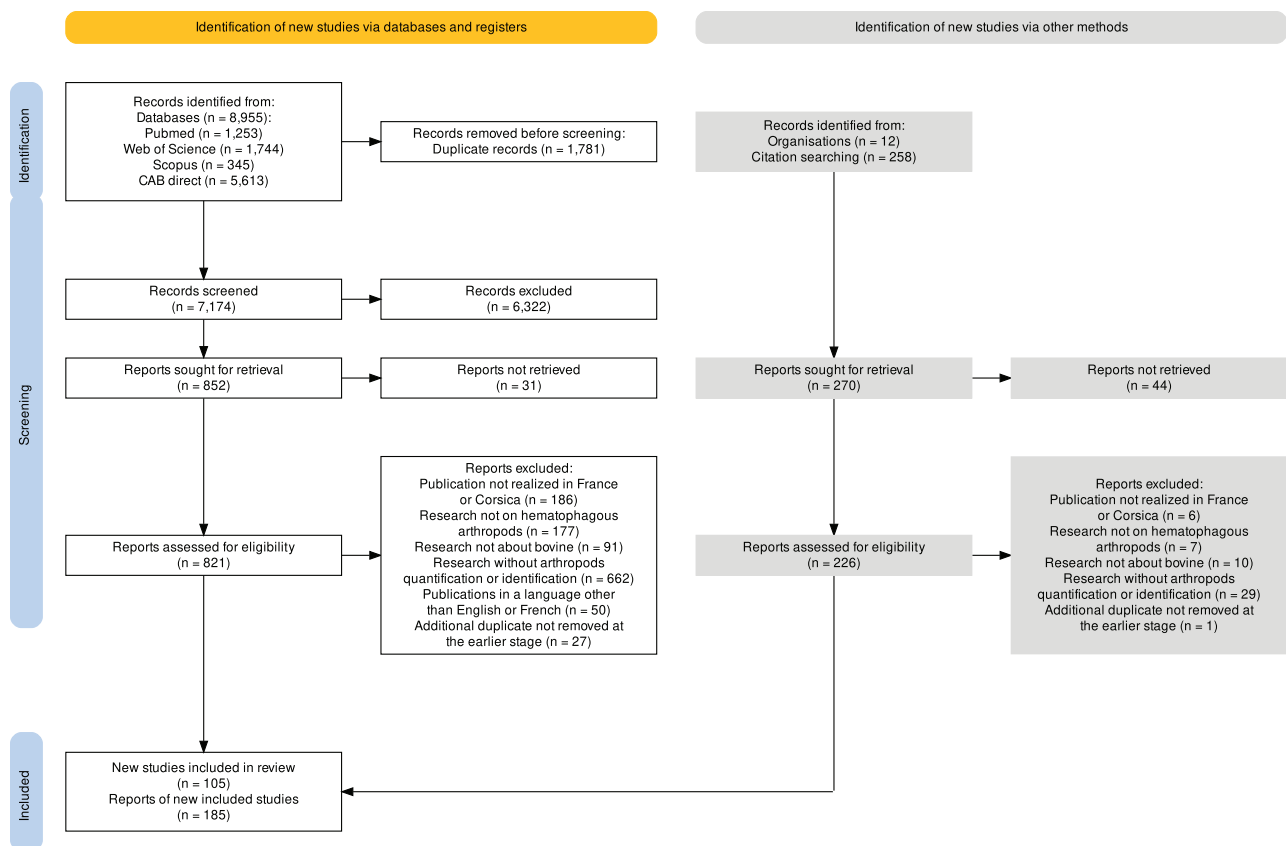 Identification of new studies via databases and registers
Identification of new studies via other methods
Identification
Records identified from:
Databases (n = 8,955):
Pubmed (n = 1,253)
Web of Science (n = 1,744)
Scopus (n = 345)
CAB direct (n = 5,613)
Records removed before screening:
Duplicate records (n = 1,781)
Records identified from:
Organisations (n = 12)
Citation searching (n = 258)
Screening
Records screened
(n = 7,174)
Records excluded
(n = 6,322)
Reports sought for retrieval
(n = 852)
Reports not retrieved
(n = 31)
Reports sought for retrieval
(n = 270)
Reports not retrieved
(n = 44)
Reports assessed for eligibility
(n = 821)
Reports excluded:
Publication not realized in France
or Corsica (n = 186)
Research not on hematophagous
arthropods (n = 177)
Research not about bovine (n = 91)
Research without arthropods
quantification or identification (n = 662)
Publications in a language other
than English or French (n = 50)
Additional duplicate not removed at
the earlier stage (n = 27)
Reports assessed for eligibility
(n = 226)
Reports excluded:
Publication not realized in France
or Corsica (n = 6)
Research not on hematophagous
arthropods (n = 7)
Research not about bovine (n = 10)
Research without arthropods
quantification or identification (n = 29)
Additional duplicate not removed at
the earlier stage (n = 1)
Included
New studies included in review
(n = 105)
Reports of new included studies
(n = 185)